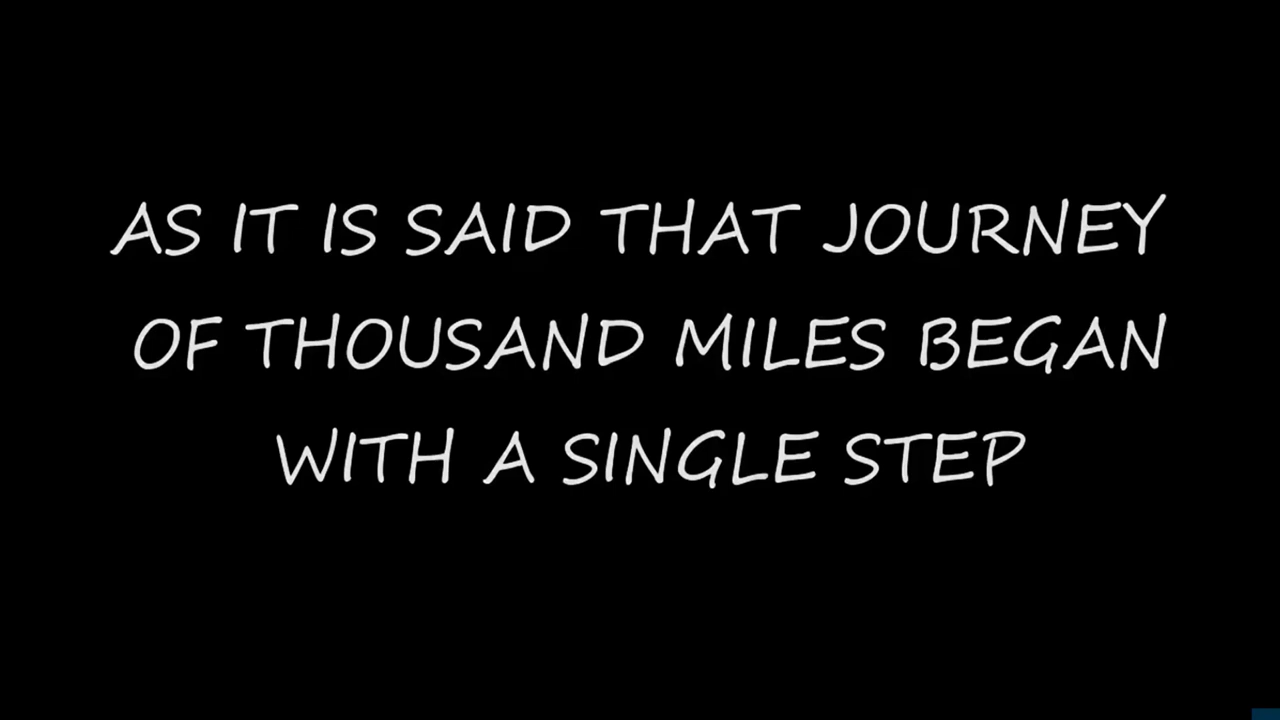 AS IT IS SAID THAT JOURNEY
OF THOUSAND MILES BEGAN
WITH A SINGLE STEP